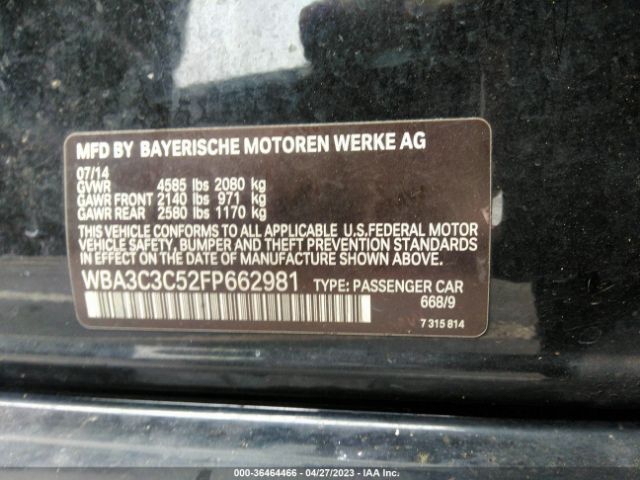 MFD BY BAYERISCHE MOTOREN WERKE AG
07/14
GVWR 4585 lbs 2080 kg
GAWR FRONT 2140 lbs 971 kg
GAWR REAR 2580 lbs 1170 kg
THIS VEHICLE CONFORMS TO ALL APPLICABLE U.S.FEDERAL MOTOR
VEHICLE SAFETY, BUMPER AND THEFT PREVENTION STANDARDS
IN EFFECT ON THE DATE OF MANUFACTURE SHOWN ABOVE.
WBA3C3C52FP662981 TYPE: PASSENGER CAR
668/9
7 315 814
000-36464466 - 04/27/2023 - IAA Inc.